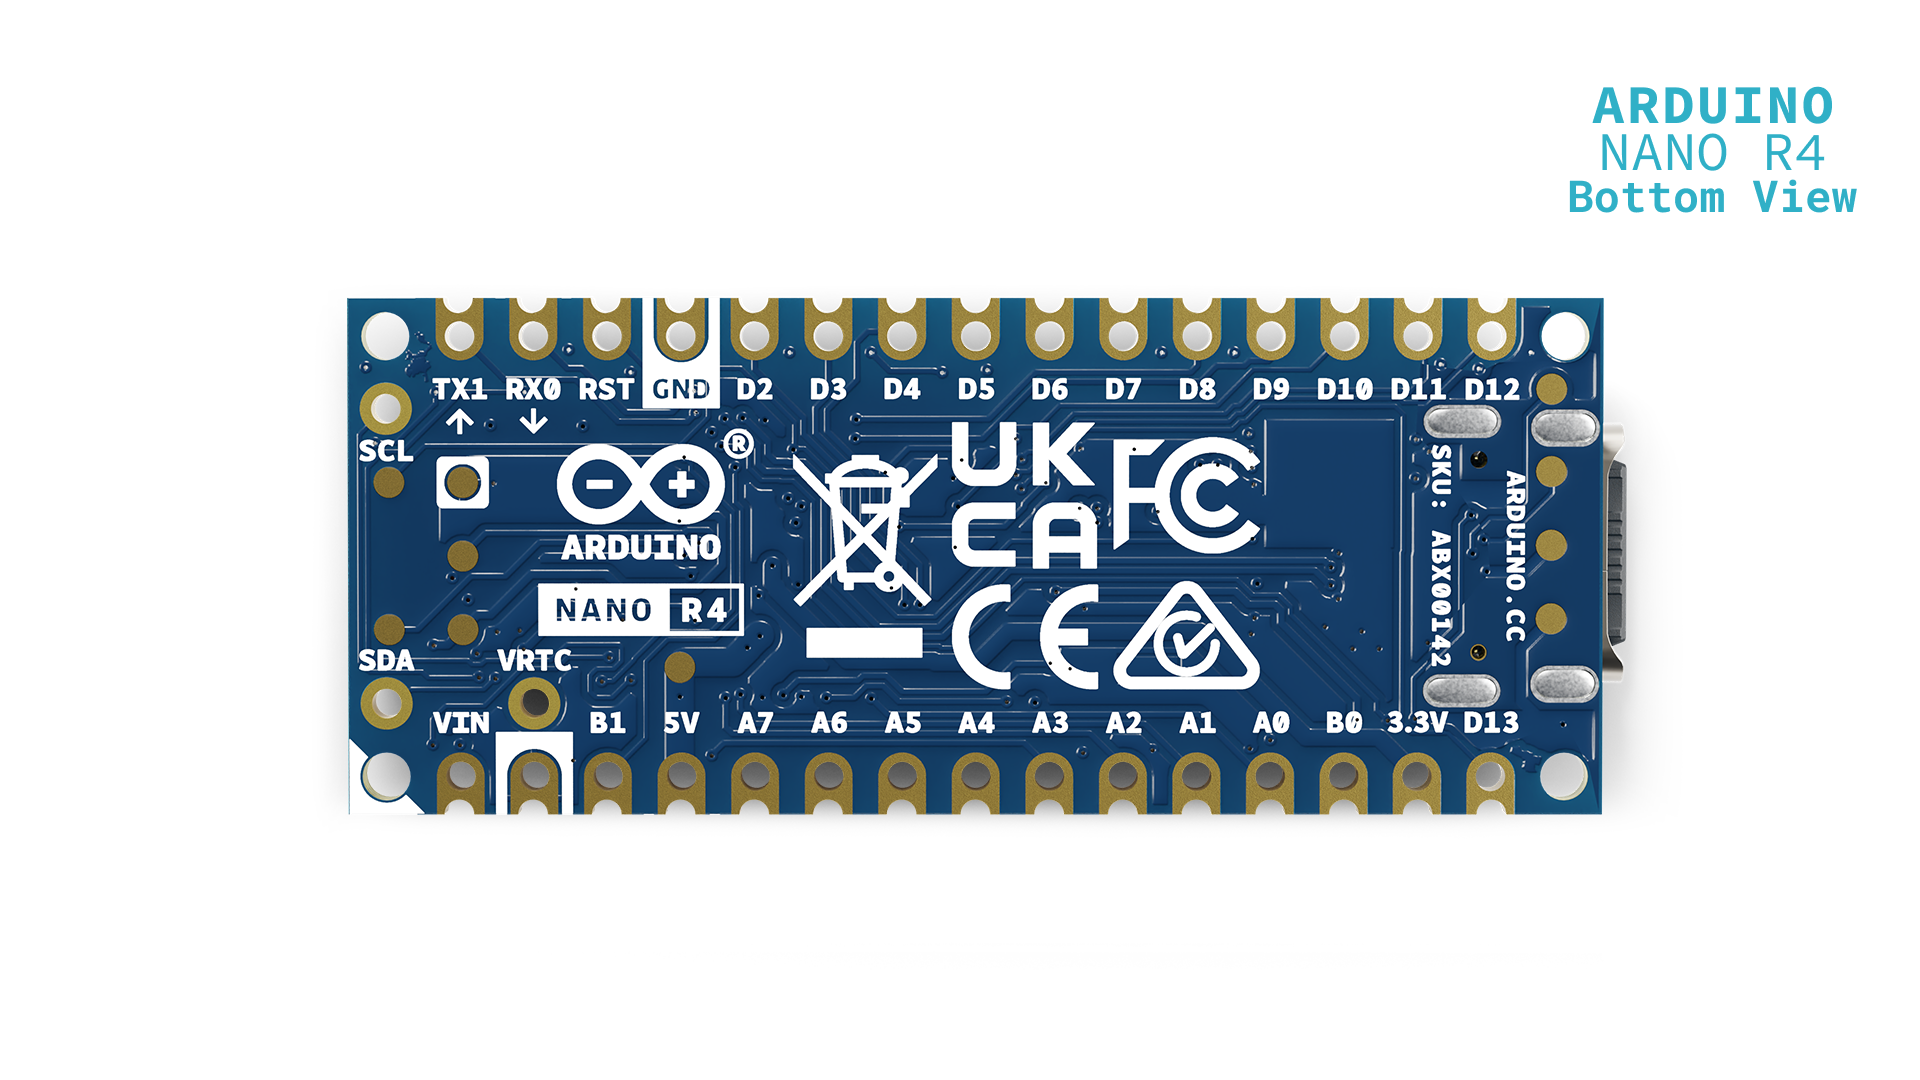 ARDUINO
NANO R4
Bottom View
TX1 RX0 RST GND D2 D3 D4 D5 D6 D7 D8 D9 D10 D11 D12
SCL
®
ARDUINO
NANO R4
UK
CA
FC
CE
SKU: ABX00142
ARDUINO.CC
SDA VRTC
VIN B1 5V A7 A6 A5 A4 A3 A2 A1 A0 B0 3.3V D13